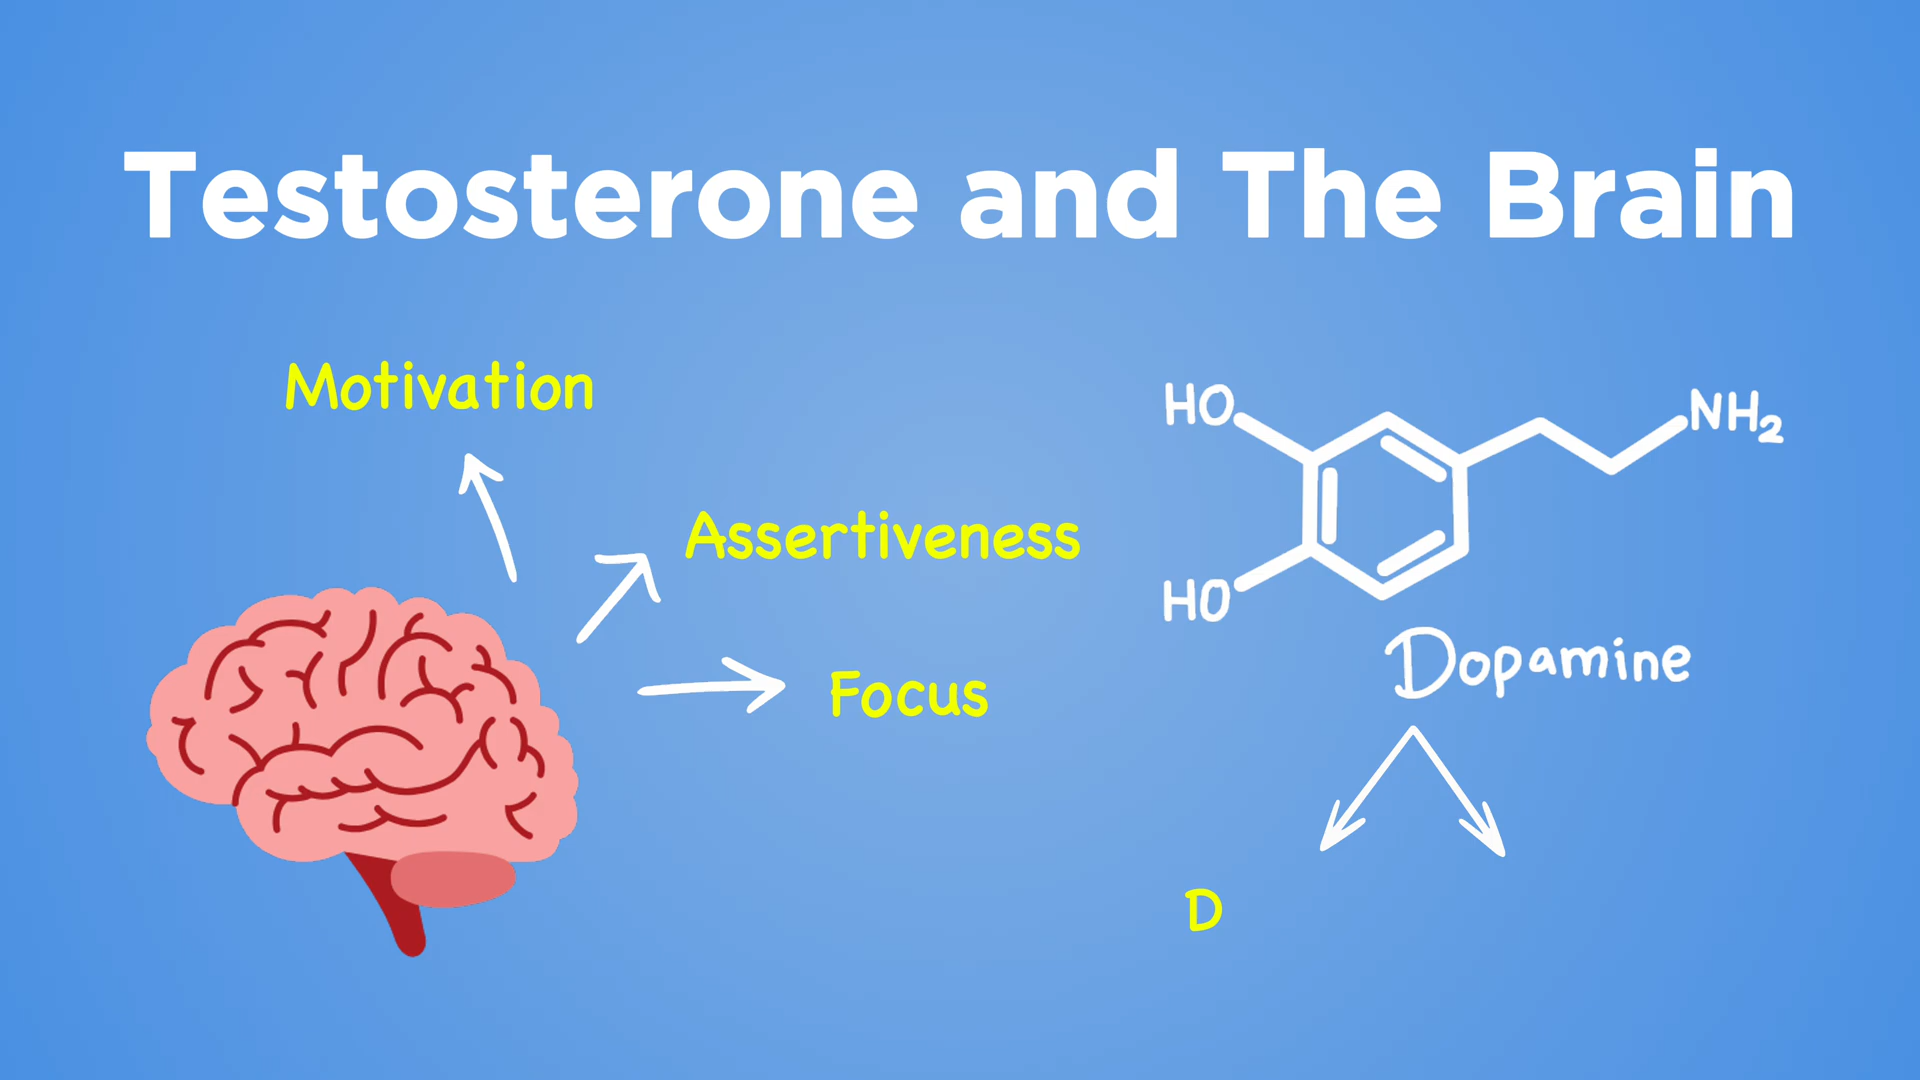 Testosterone and The Brain
Motivation
Assertiveness
Focus
HO
NH₂
HO
Dopamine
D